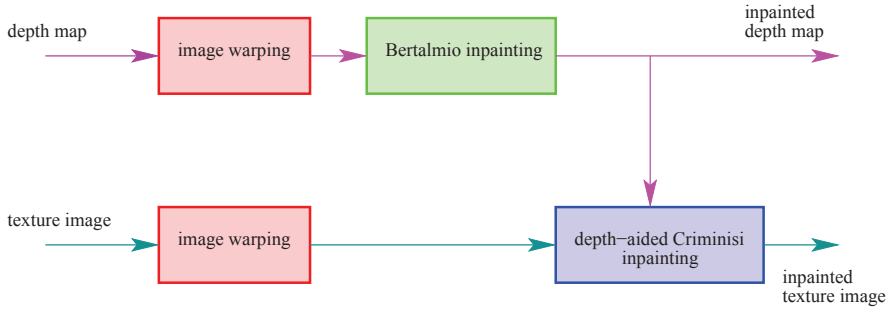 depth map
image warping
Bertalmio inpainting
inpainted
depth map
texture image
image warping
depth−aided Criminisi
inpainting
inpainted
texture image